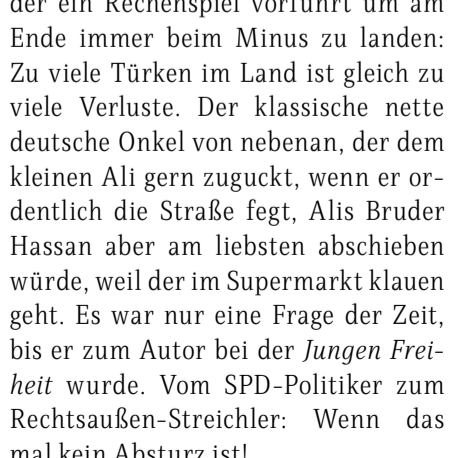 der ein Rechenspiel vorführt um am
Ende immer beim Minus zu landen:
Zu viele Türken im Land ist gleich zu
viele Verluste. Der klassische nette
deutsche Onkel von nebenan, der dem
kleinen Ali gern zuguckt, wenn er or-
dentlich die Straße fegt, Alis Bruder
Hassan aber am liebsten abschieben
würde, weil der im Supermarkt klauen
geht. Es war nur eine Frage der Zeit,
bis er zum Autor bei der Jungen Frei-
heit wurde. Vom SPD-Politiker zum
Rechtsaußen-Streichler: Wenn das
mal kein Absturz ist!